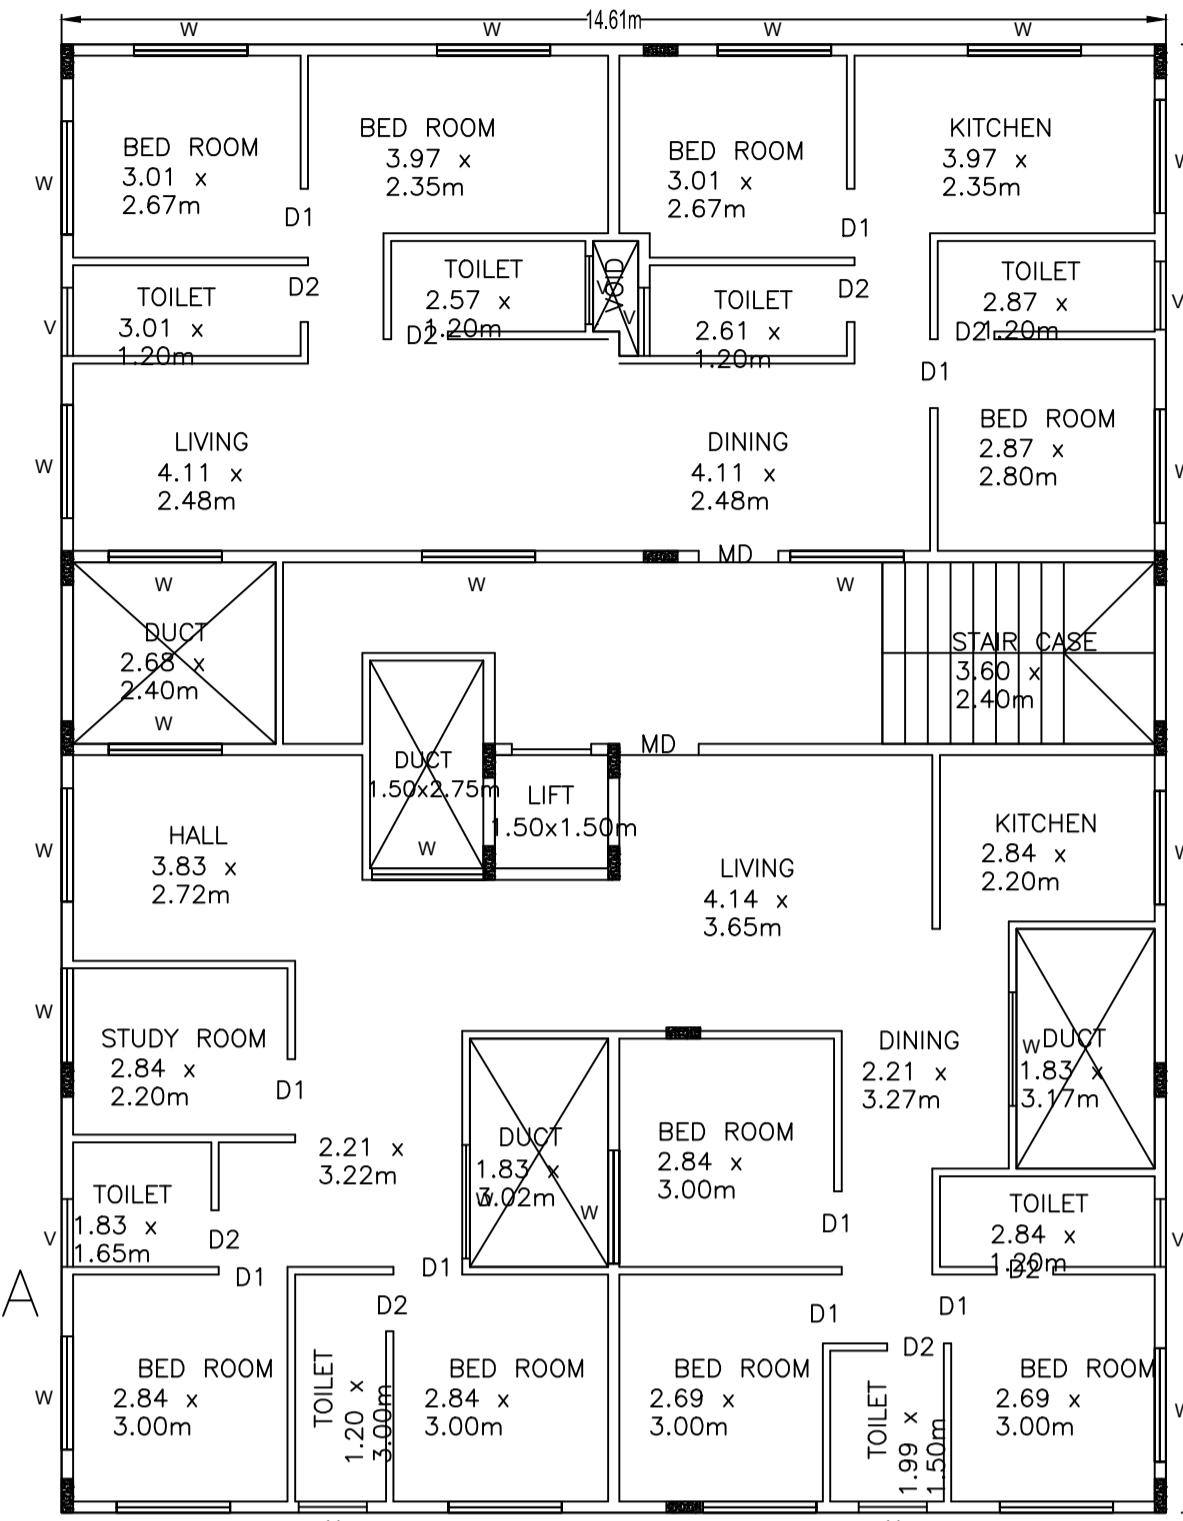 14.61m
W
W
W
W
BED ROOM
3.01 x
2.67m
BED ROOM
3.97 x
2.35m
BED ROOM
3.01 x
2.67m
KITCHEN
3.97 x
2.35m
W
W
D1
D1
TOILET
3.01 x
1.20m
D2
V
TOILET
2.57 x
1.20m
D2
VOID
V
V
TOILET
2.61 x
1.20m
D2
TOILET
2.87 x
1.20m
D2
V
D1
LIVING
4.11 x
2.48m
W
DINING
4.11 x
2.48m
BED ROOM
2.87 x
2.80m
W
MD
W
W
W
DUCT
2.68 x
2.40m
W
STAIR CASE
3.60 x
2.40m
MD
DUCT
1.50x2.75m
W
LIFT
1.50x1.50m
HALL
3.83 x
2.72m
W
LIVING
4.14 x
3.65m
KITCHEN
2.84 x
2.20m
W
W
STUDY ROOM
2.84 x
2.20m
D1
DINING
2.21 x
3.27m
W
DUCT
1.83 x
3.17m
2.21 x
3.22m
DUCT
1.83 x
3.02m
W
W
BED ROOM
2.84 x
3.00m
D1
TOILET
1.83 x
1.65m
V
D2
D1
D1
TOILET
2.84 x
1.20m
D2
V
A
D2
D1
D1
D2
BED ROOM
2.84 x
3.00m
W
TOILET
1.20 x
3.00m
BED ROOM
2.84 x
3.00m
BED ROOM
2.69 x
3.00m
TOILET
1.99 x
1.50m
BED ROOM
2.69 x
3.00m
W